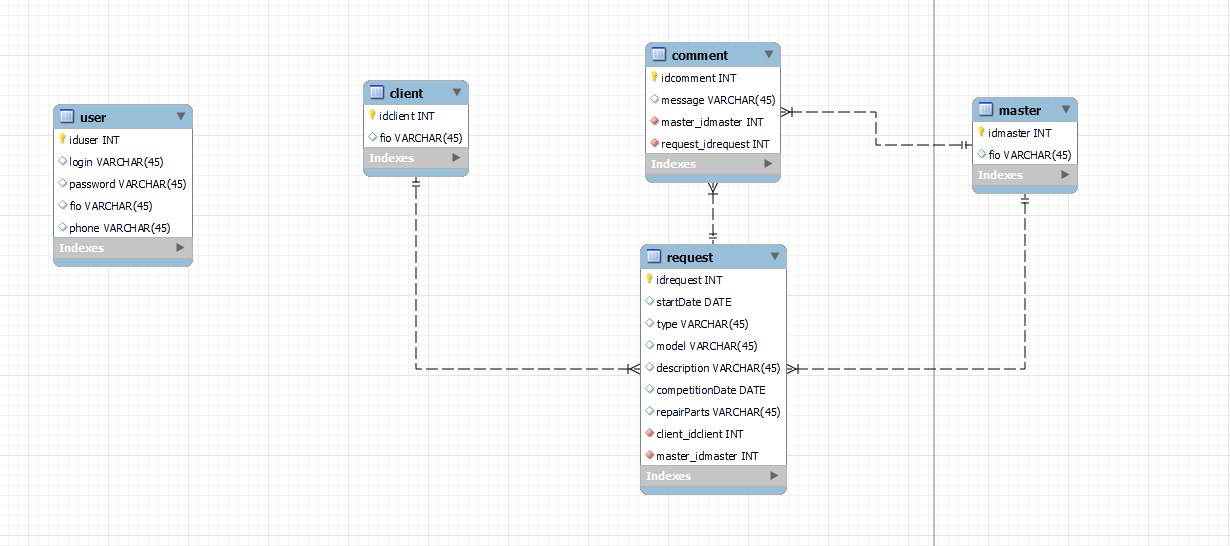 user
iduser INT
login VARCHAR(45)
password VARCHAR(45)
fio VARCHAR(45)
phone VARCHAR(45)
Indexes
client
idclient INT
fio VARCHAR(45)
Indexes
comment
idcomment INT
message VARCHAR(45)
master_idmaster INT
request_idrequest INT
Indexes
master
idmaster INT
fio VARCHAR(45)
Indexes
request
idrequest INT
startDate DATE
type VARCHAR(45)
model VARCHAR(45)
description VARCHAR(45)
competitionDate DATE
repairParts VARCHAR(45)
client_idclient INT
master_idmaster INT
Indexes